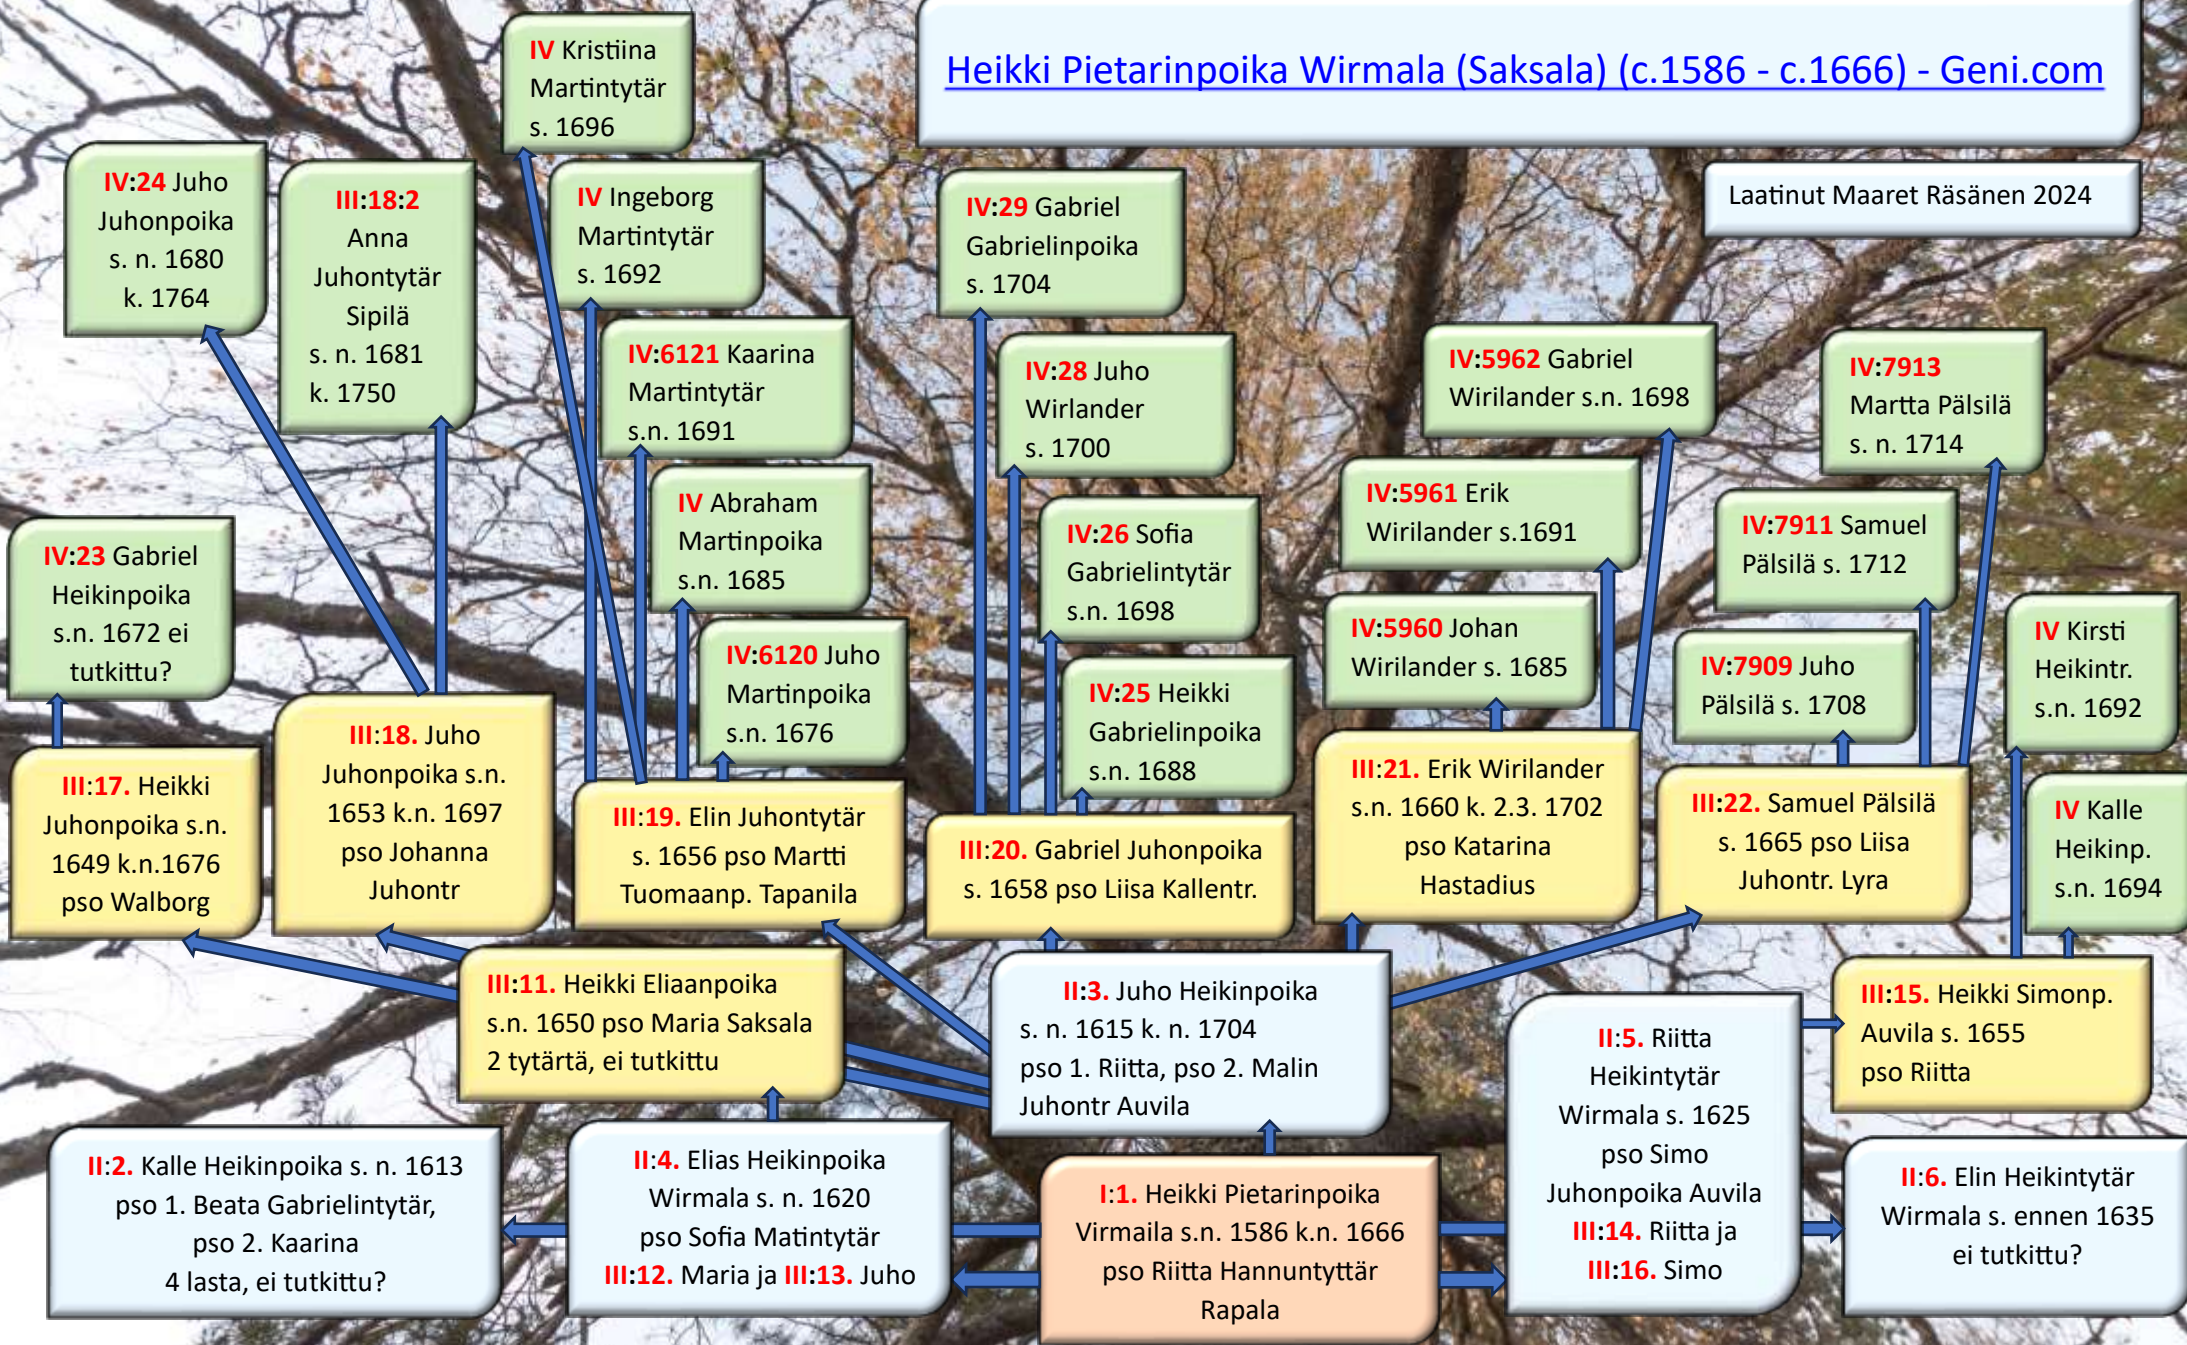 Heikki Pietarinpoika Wirmala (Saksala) (c.1586 - c.1666) - Geni.com
Laatinut Maaret Räsänen 2024
IV Kristiina
Martintytär
s. 1696
IV:24 Juho
Juhonpoika
s. n. 1680
k. 1764
III:18:2
Anna
Juhontytär
Sipilä
s. n. 1681
k. 1750
IV Ingeborg
Martintytär
s. 1692
IV:29 Gabriel
Gabrielinpoika
s. 1704
IV:6121 Kaarina
Martintytär
s.n. 1691
IV:28 Juho
Wirlander
s. 1700
IV:5962 Gabriel
Wirilander s.n. 1698
IV:7913
Martta Pälsilä
s. n. 1714
IV Abraham
Martinpoika
s.n. 1685
IV:26 Sofia
Gabrielintytär
s.n. 1698
IV:5961 Erik
Wirilander s.1691
IV:7911 Samuel
Pälsilä s. 1712
IV:23 Gabriel
Heikinpoika
s.n. 1672 ei
tutkittu?
IV:6120 Juho
Martinpoika
s.n. 1676
IV:25 Heikki
Gabrielinpoika
s.n. 1688
IV:5960 Johan
Wirilander s. 1685
IV:7909 Juho
Pälsilä s. 1708
IV Kirsti
Heikintr.
s.n. 1692
III:17. Heikki
Juhonpoika s.n.
1649 k.n.1676
pso Walborg
III:18. Juho
Juhonpoika s.n.
1653 k.n. 1697
pso Johanna
Juhontr
III:19. Elin Juhontytär
s. 1656 pso Martti
Tuomaanp. Tapanila
III:20. Gabriel Juhonpoika
s. 1658 pso Liisa Kallentr.
III:21. Erik Wirilander
s.n. 1660 k. 2.3. 1702
pso Katarina
Hastadius
III:22. Samuel Pälsilä
s. 1665 pso Liisa
Juhontr. Lyra
IV Kalle
Heikinp.
s.n. 1694
III:11. Heikki Eliaanpoika
s.n. 1650 pso Maria Saksala
2 tytärtä, ei tutkittu
II:3. Juho Heikinpoika
s. n. 1615 k. n. 1704
pso 1. Riitta, pso 2. Malin
Juhontr Auvila
II:5. Riitta
Heikintytär
Wirmala s. 1625
pso Simo
Juhonpoika Auvila
III:14. Riitta ja
III:16. Simo
III:15. Heikki Simonp.
Auvila s. 1655
pso Riitta
II:2. Kalle Heikinpoika s. n. 1613
pso 1. Beata Gabrielintytär,
pso 2. Kaarina
4 lasta, ei tutkittu?
II:4. Elias Heikinpoika
Wirmala s. n. 1620
pso Sofia Matintytär
III:12. Maria ja III:13. Juho
I:1. Heikki Pietarinpoika
Virmaila s.n. 1586 k.n. 1666
pso Riitta Hannuntyttär
Rapala
II:6. Elin Heikintytär
Wirmala s. ennen 1635
ei tutkittu?